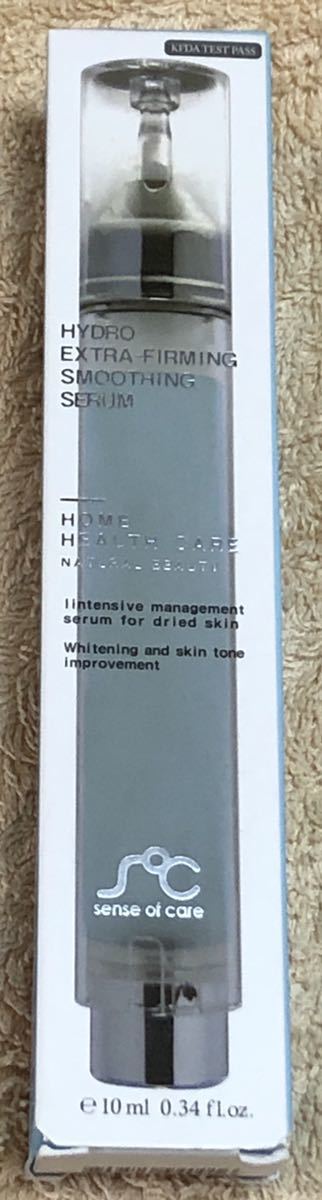 KFDA TEST PASS
HYDRO
EXTRA-FIRMING
SMOOTHING
SERUM
HOME
HEALTH CARE
NATURAL BEAUTY
Iintensive management
serum for dried skin
Whitening and skin tone
improvement
soc
sense of care
℮ 10 ml 0.34 fl.oz.